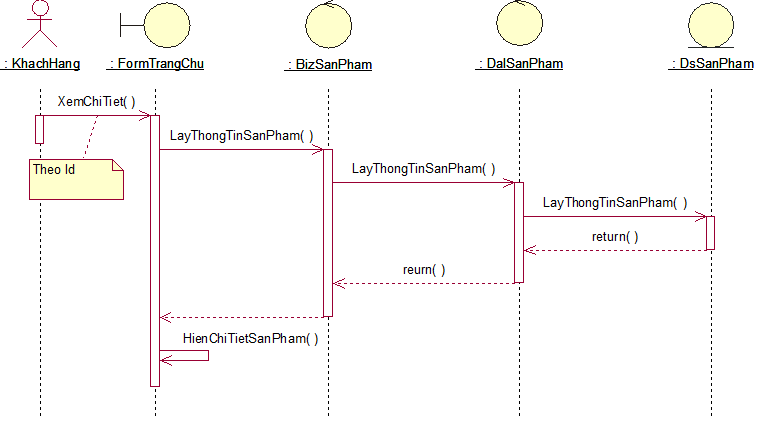 : KhachHang
: FormTrangChu
: BizSanPham
: DalSanPham
: DsSanPham
XemChiTiet( )
LayThongTinSanPham( )
Theo Id
LayThongTinSanPham( )
LayThongTinSanPham( )
return( )
reurn( )
HienChiTietSanPham( )